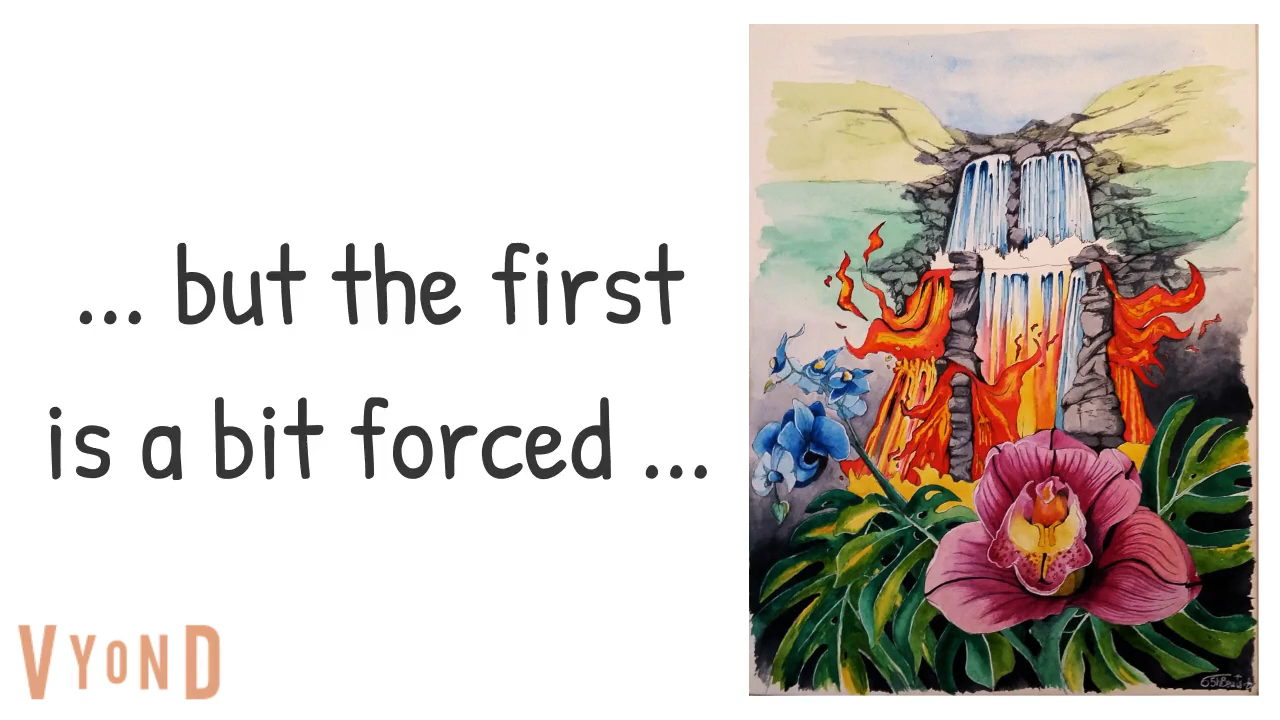 ... but the first
is a bit forced ...
VYOND